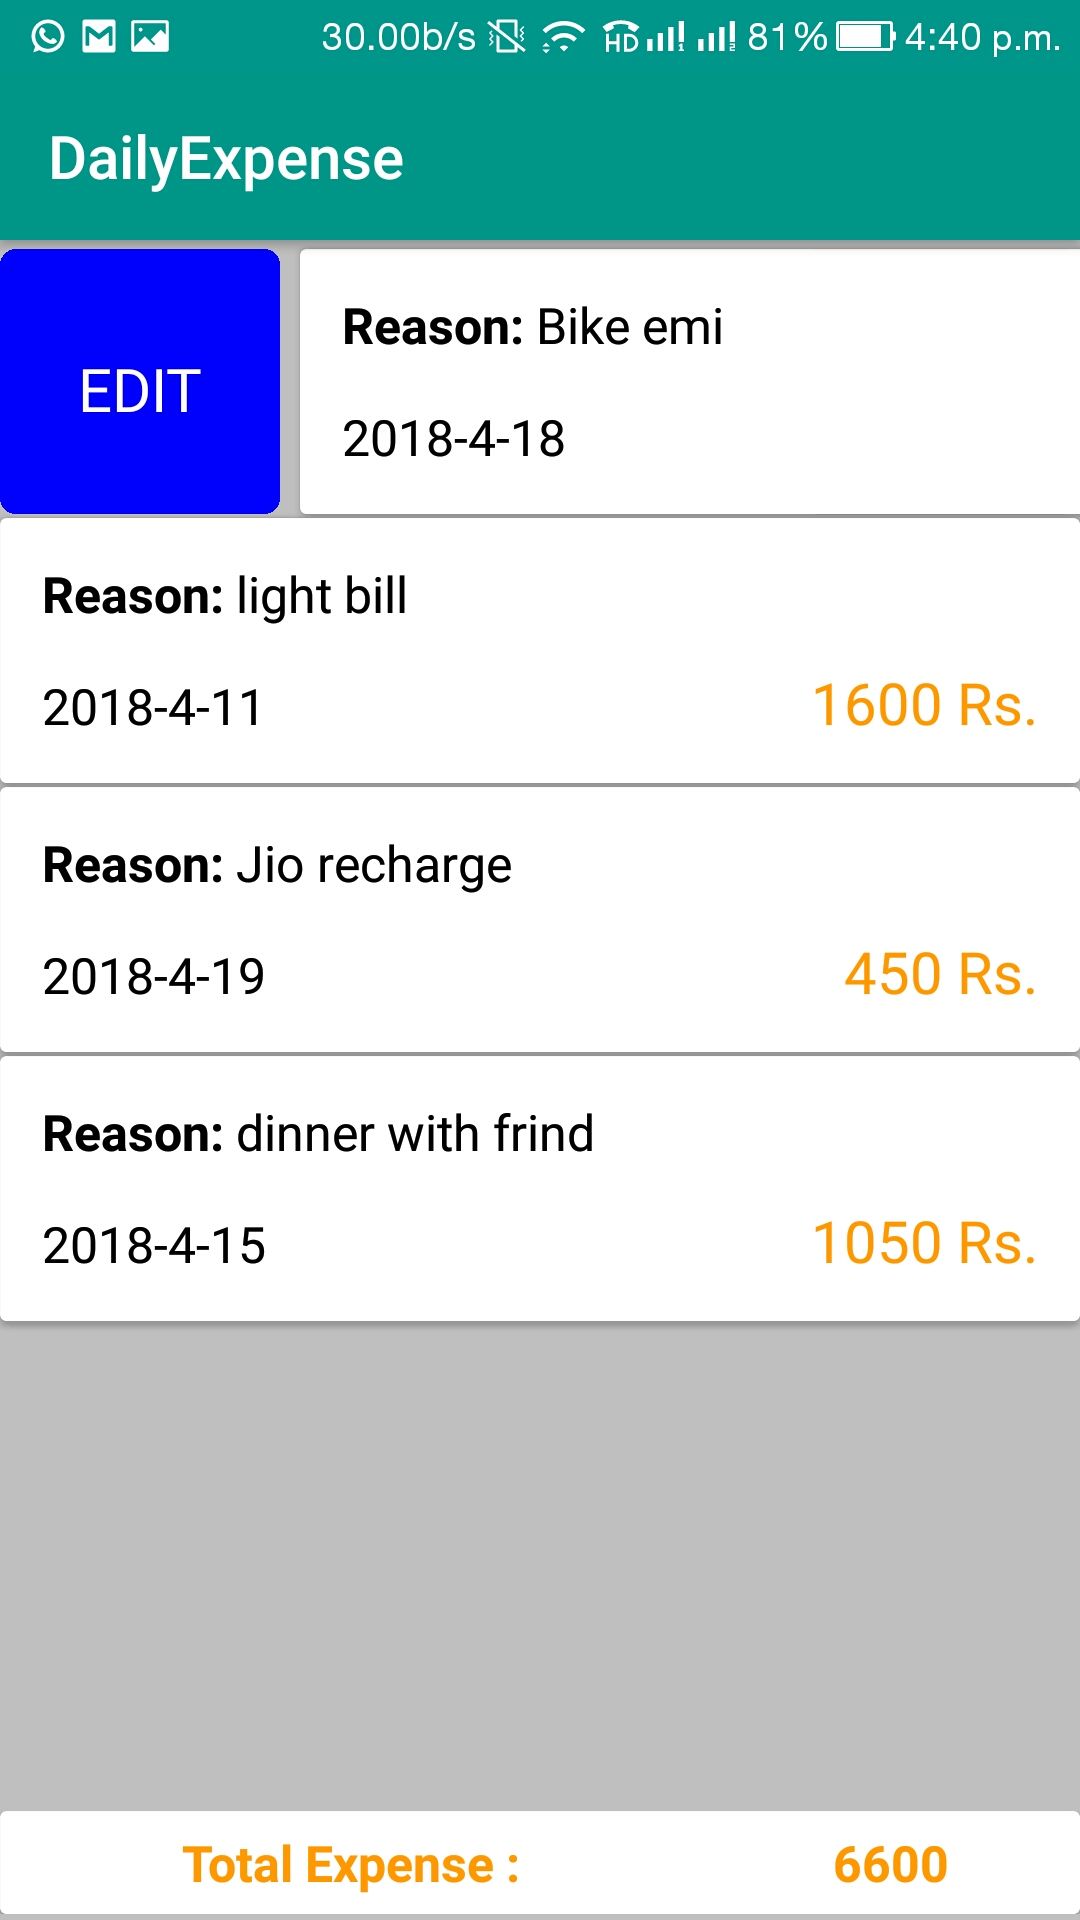 30.00b/s HD 81% 4:40 p.m.
DailyExpense
EDIT
Reason: Bike emi
2018-4-18
Reason: light bill
2018-4-11 1600 Rs.
Reason: Jio recharge
2018-4-19 450 Rs.
Reason: dinner with frind
2018-4-15 1050 Rs.
Total Expense : 6600